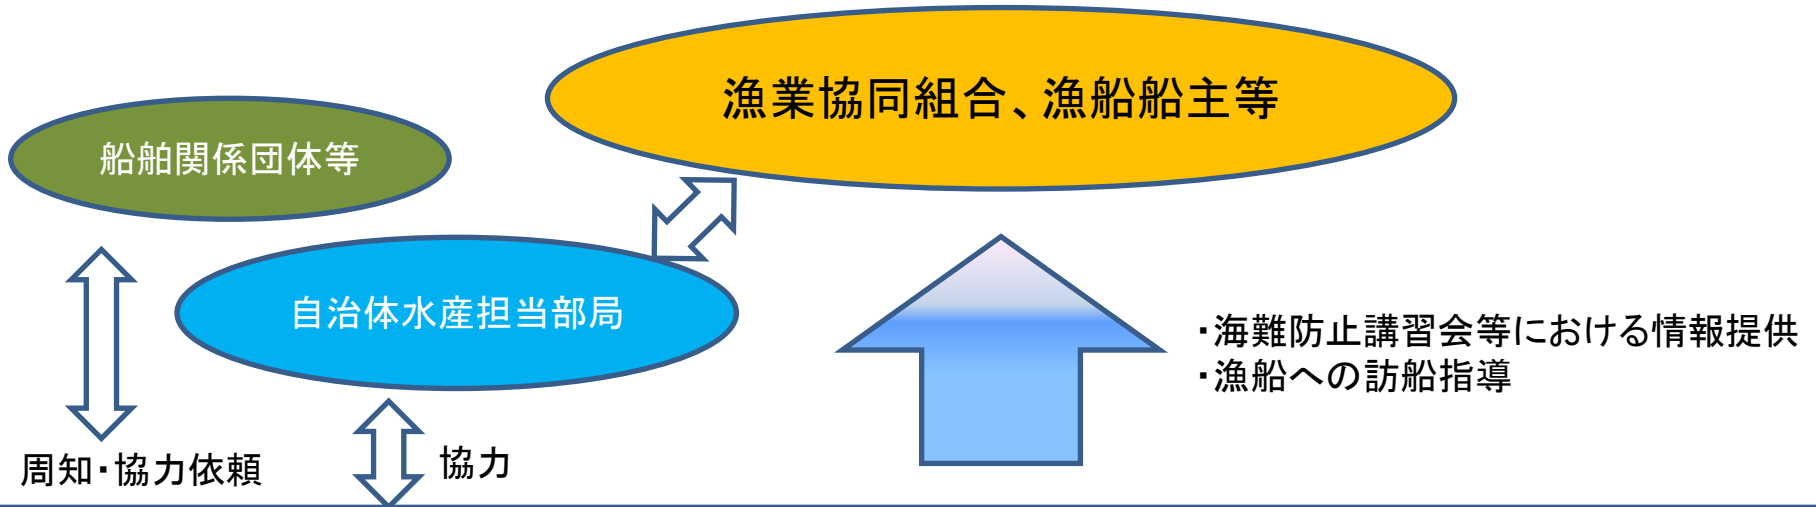 漁業協同組合、漁船船主等
船舶関係団体等
自治体水産担当部局
・海難防止講習会等における情報提供
・漁船への訪船指導
周知・協力依頼
協力